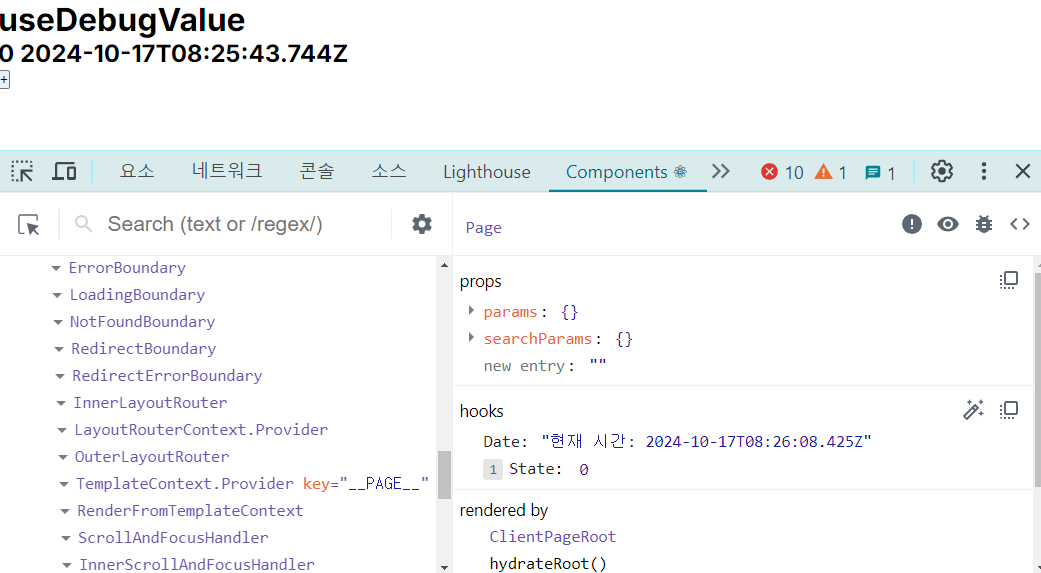 useDebugValue
0 2024-10-17T08:25:43.744Z
+
요소 네트워크 콘솔 소스 Lighthouse Components ⚛ 10 1 1
Search (text or /regex/)
Page
ErrorBoundary
LoadingBoundary
NotFoundBoundary
RedirectBoundary
RedirectErrorBoundary
InnerLayoutRouter
LayoutRouterContext.Provider
OuterLayoutRouter
TemplateContext.Provider key="__PAGE__"
RenderFromTemplateContext
ScrollAndFocusHandler
InnerScrollAndFocusHandler
props
params: {}
searchParams: {}
new entry: ""
hooks
Date: "현재 시간: 2024-10-17T08:26:08.425Z"
1 State: 0
rendered by
ClientPageRoot
hydrateRoot()